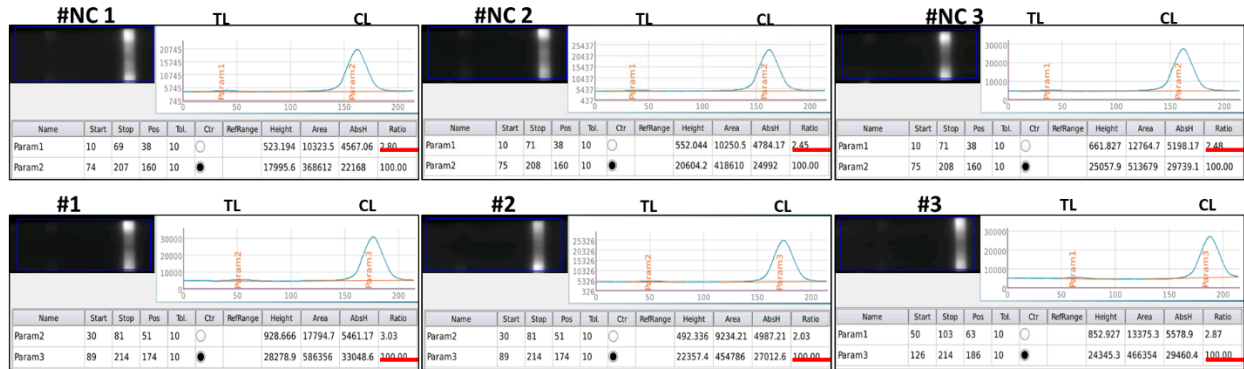 #NC 1 TL CL
20745
15745
10745
5745
745
Param1 Param2
0 50 100 150 200
Name Start Stop Pos Tol. Ctr RefRange Height Area AbsH Ratio
Param1 10 69 38 10 523.194 10323.5 4567.06 2.80
Param2 74 207 160 10 17995.6 368612 22168 100.00
#NC 2 TL CL
25437
20437
15437
10437
5437
437
Param1 Param2
0 50 100 150 200
Name Start Stop Pos Tol. Ctr RefRange Height Area AbsH Ratio
Param1 10 71 38 10 552.044 10250.5 4784.17 2.45
Param2 75 208 160 10 20604.2 418610 24992 100.00
#NC 3 TL CL
30000
20000
10000
0
Param1 Param2
0 50 100 150 200
Name Start Stop Pos Tol. Ctr RefRange Height Area AbsH Ratio
Param1 10 71 38 10 661.827 12764.7 5198.17 2.48
Param2 75 208 160 10 25057.9 513679 29739.1 100.00
#1 TL CL
30000
20000
10000
0
Param2 Param3
0 50 100 150 200
Name Start Stop Pos Tol. Ctr RefRange Height Area AbsH Ratio
Param2 30 81 51 10 928.666 17794.7 5461.17 3.03
Param3 89 214 174 10 28278.9 586356 33048.6 100.00
#2 TL CL
25326
20326
15326
10326
5326
326
Param2 Param3
0 50 100 150 200
Name Start Stop Pos Tol. Ctr RefRange Height Area AbsH Ratio
Param2 30 81 51 10 492.336 9234.21 4987.21 2.03
Param3 89 214 174 10 22357.4 454786 27012.6 100.00
#3 TL CL
30000
20000
10000
0
Param1 Param3
0 50 100 150 200
Name Start Stop Pos Tol. Ctr RefRange Height Area AbsH Ratio
Param1 50 103 63 10 852.927 13375.3 5578.9 2.87
Param3 126 214 186 10 24345.3 466354 29460.4 100.00